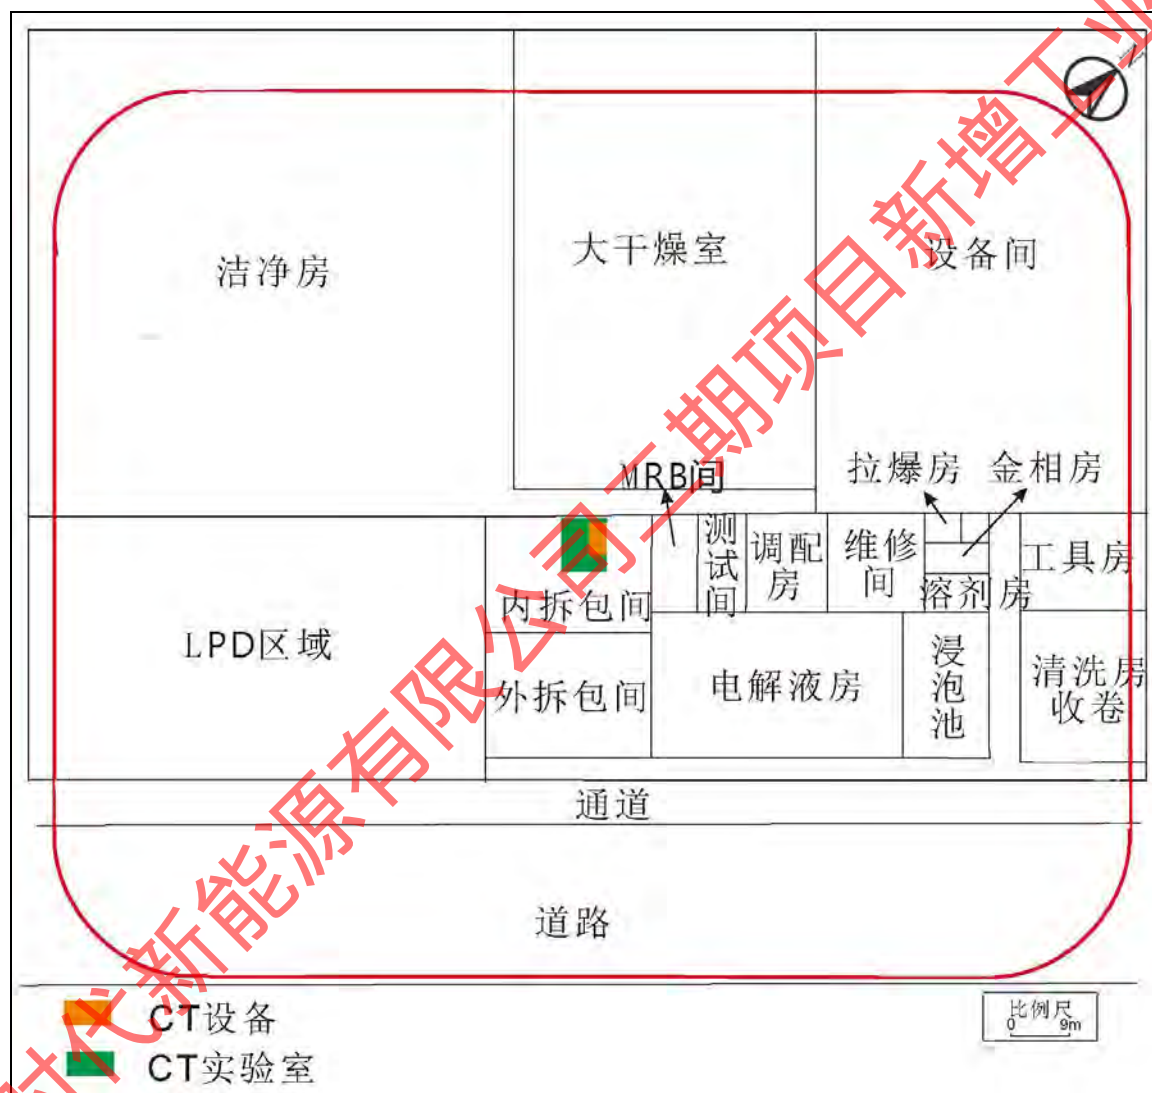 洁净房
大干燥室
设备间
MRB间
拉爆房
金相房
测试间
调配房
维修间
溶剂房
工具房
内拆包间
LPD区域
外拆包间
电解液房
浸泡池
清洗房
收卷
通道
道路
CT设备
CT实验室
比例尺
0 9m
时代新能源有限公司二期项目新增工业